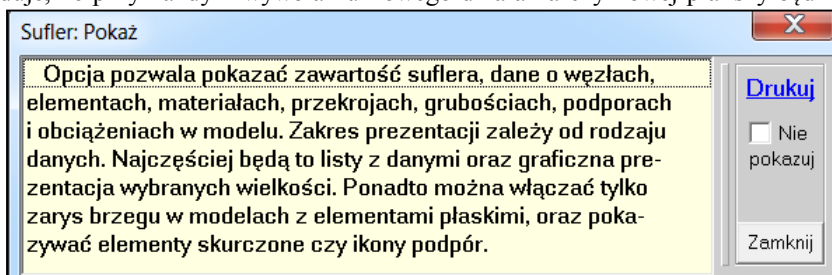 Sufler: Pokaż
Opcja pozwala pokazać zawartość suflera, dane o węzłach,
elementach, materiałach, przekrojach, grubościach, podporach
i obciążeniach w modelu. Zakres prezentacji zależy od rodzaju
danych. Najczęściej będą to listy z danymi oraz graficzna pre-
zentacja wybranych wielkości. Ponadto można włączać tylko
zarys brzegu w modelach z elementami płaskimi, oraz poka-
zywać elementy skurczone czy ikony podpór.
Drukuj
Nie
pokazuj
Zamknij